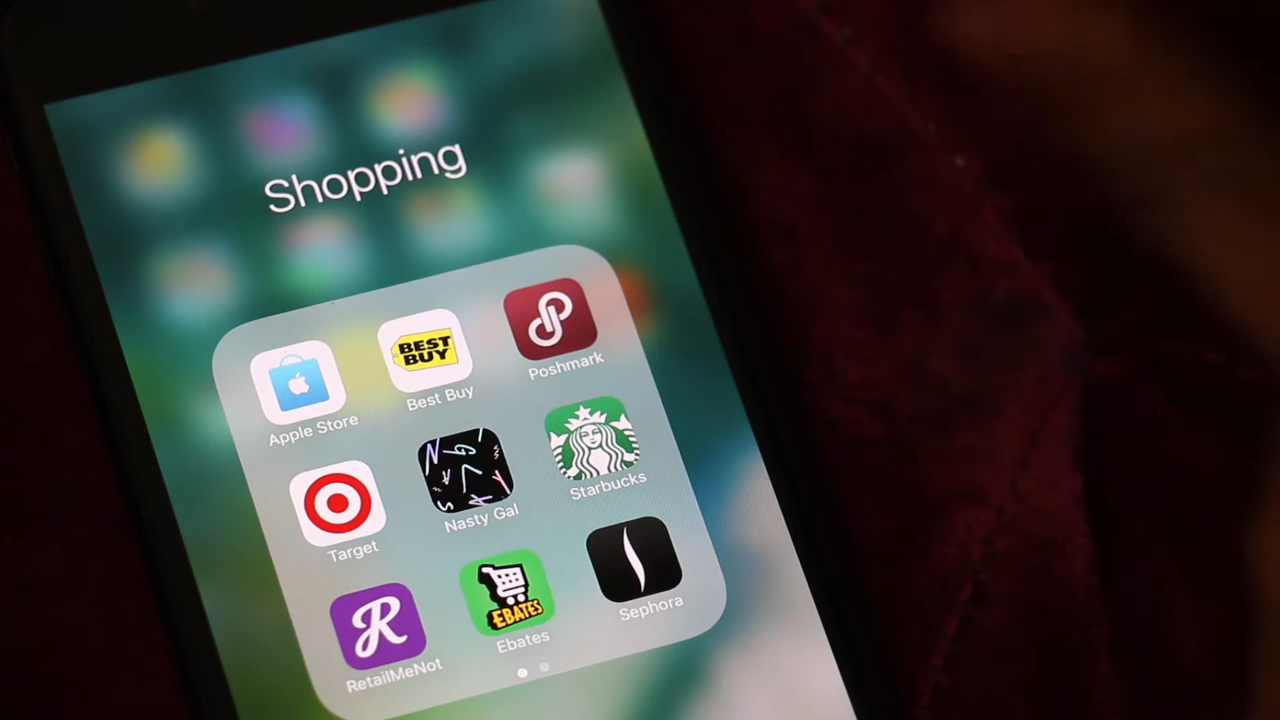 Shopping
BEST
BUY
Apple Store
Best Buy
Poshmark
Target
Nasty Gal
Starbucks
EBATES
RetailMeNot
Ebates
Sephora